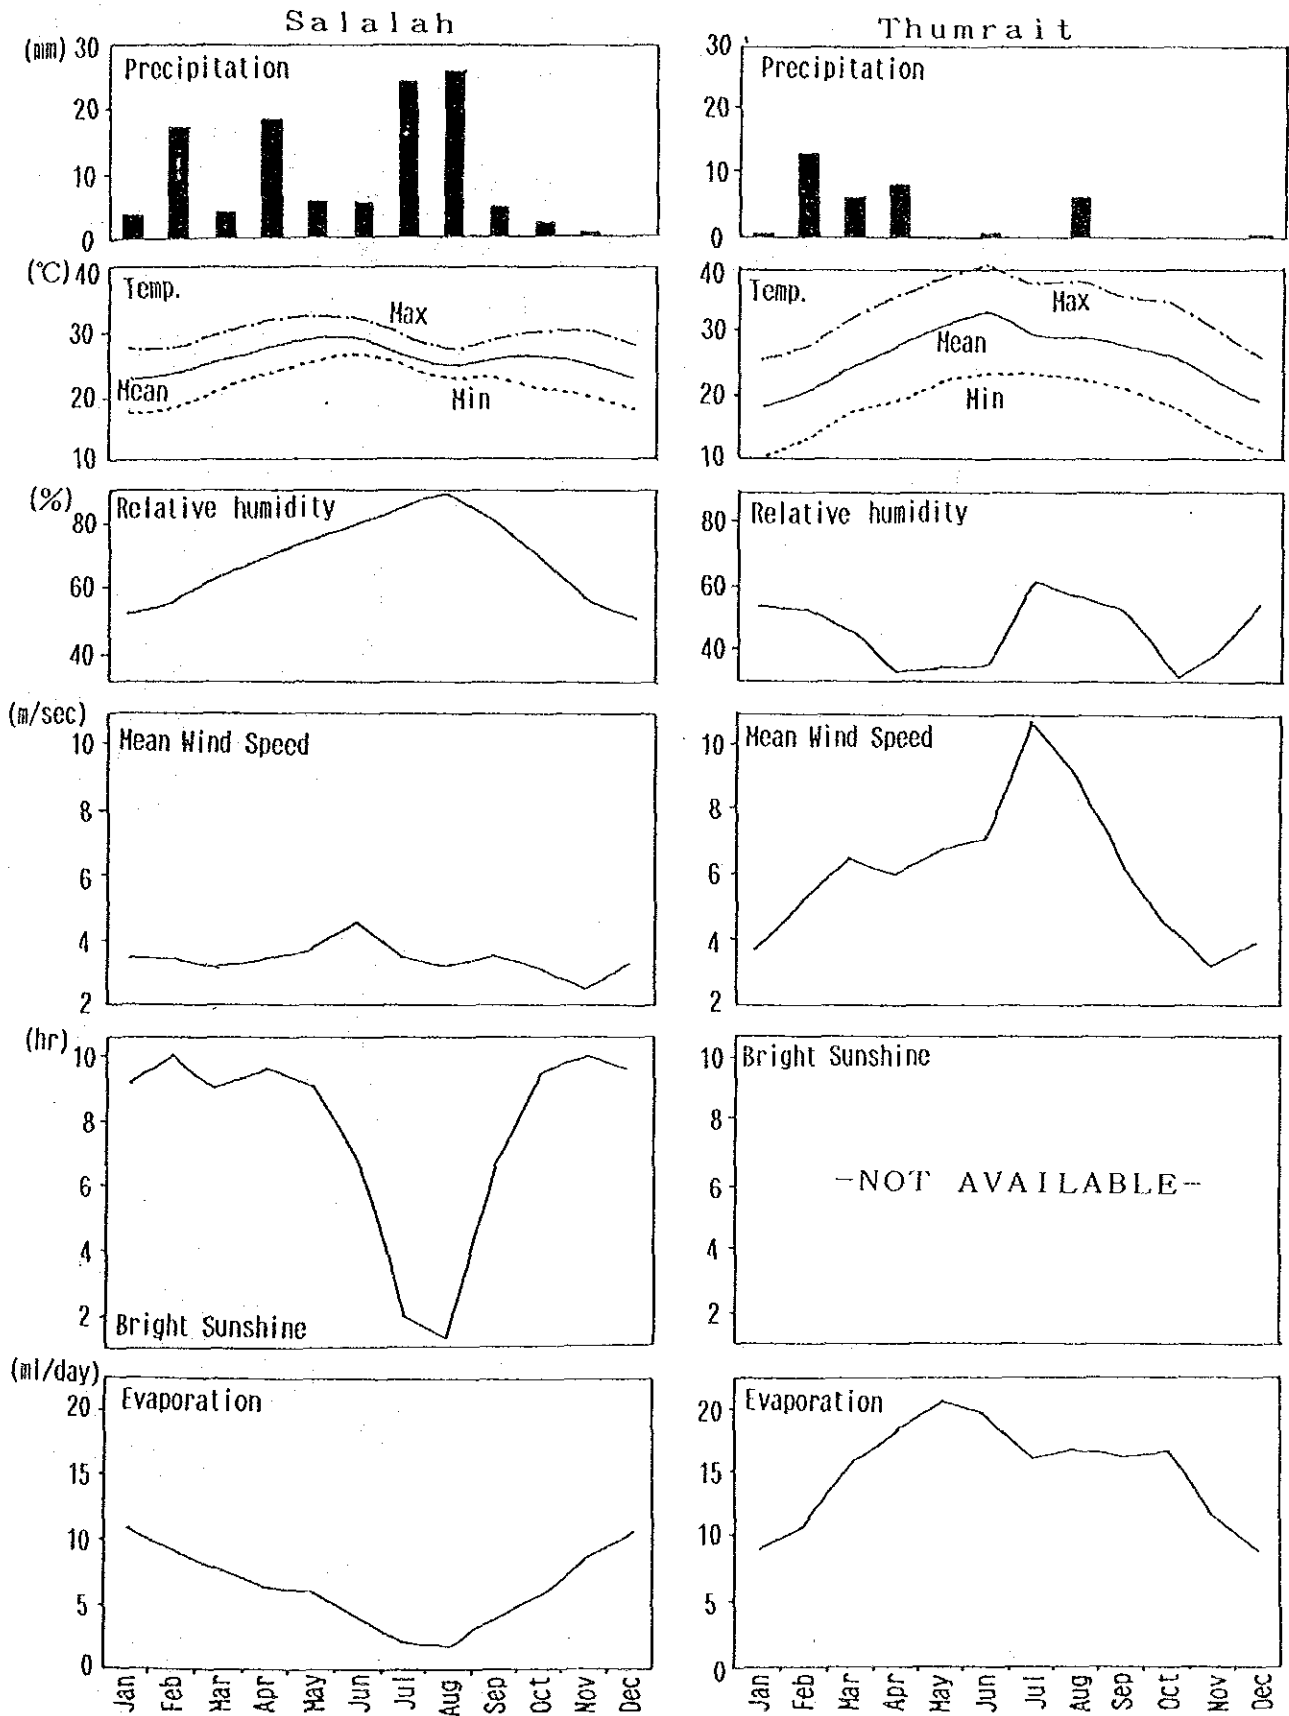 Salalah
(mm)
30
20
10
0
Precipitation
(℃)
40
30
20
10
Temp.
Max
Mean
Min
(%)
80
60
40
Relative humidity
(m/sec)
10
8
6
4
2
Mean Wind Speed
(hr)
10
8
6
4
2
Bright Sunshine
(ml/day)
20
15
10
5
0
Evaporation
Jan
Feb
Mar
Apr
May
Jun
Jul
Aug
Sep
Oct
Nov
Dec
Thumrait
30
20
10
0
Precipitation
40
30
20
10
Temp.
Max
Mean
Min
80
60
40
Relative humidity
10
8
6
4
2
Mean Wind Speed
10
8
6
4
2
Bright Sunshine
-NOT AVAILABLE-
20
15
10
5
0
Evaporation
Jan
Feb
Mar
Apr
May
Jun
Jul
Aug
Sep
Oct
Nov
Dec